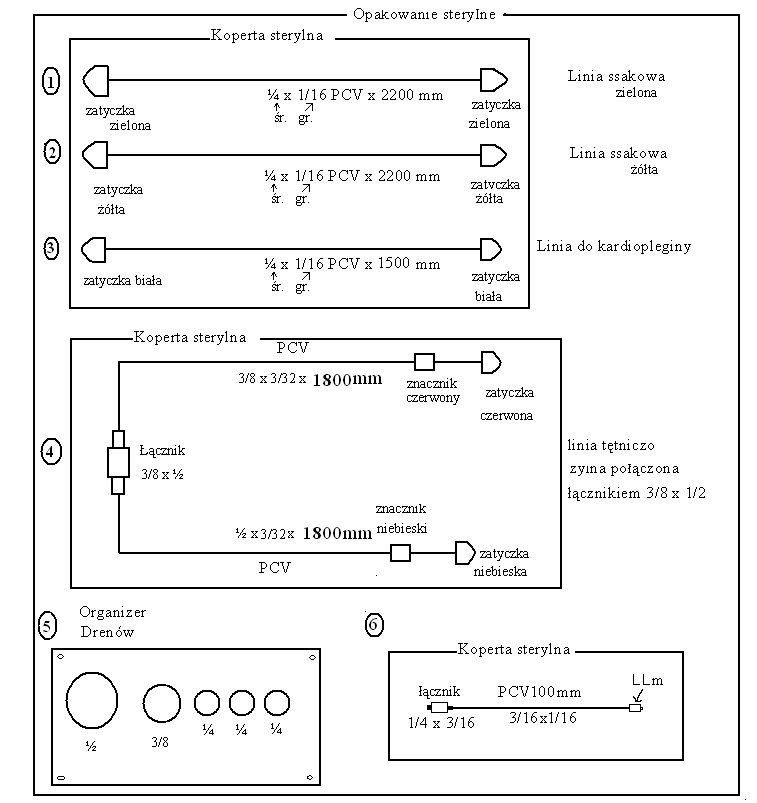 Opakowanie sterylne
Koperta sterylna
1
zatyczka
zielona
¼ x 1/16 PCV x 2200 mm
śr. gr.
zatyczka
zielona
Linia ssakowa
zielona
2
zatyczka
żółta
¼ x 1/16 PCV x 2200 mm
śr. gr.
zatyczka
żółta
Linia ssakowa
żółta
3
zatyczka biała
¼ x 1/16 PCV x 1500 mm
śr. gr.
zatyczka
biała
Linia do kardiopleginy
Koperta sterylna
PCV
3/8 x 3/32 x 1800mm
znacznik
czerwony
zatyczka
czerwona
4
Łącznik
3/8 x ½
linia tętniczo
żylna połączona
łącznikiem 3/8 x 1/2
znacznik
niebieski
½ x 3/32 x 1800mm
PCV
zatyczka
niebieska
5
Organizer
Drenów
½
3/8
¼
¼
¼
6
Koperta sterylna
łącznik
1/4 x 3/16
PCV100mm
3/16x1/16
LLm